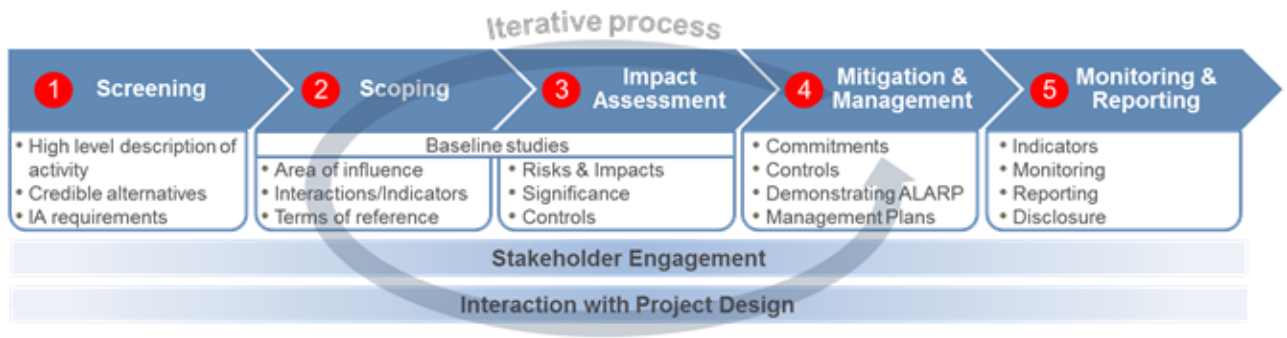 Iterative process
1 Screening
2 Scoping
3 Impact
Assessment
4 Mitigation &
Management
5 Monitoring &
Reporting
• High level description of
activity
• Credible alternatives
• IA requirements
Baseline studies
• Area of influence
• Interactions/Indicators
• Terms of reference
• Risks & Impacts
• Significance
• Controls
• Commitments
• Controls
• Demonstrating ALARP
• Management Plans
• Indicators
• Monitoring
• Reporting
• Disclosure
Stakeholder Engagement
Interaction with Project Design